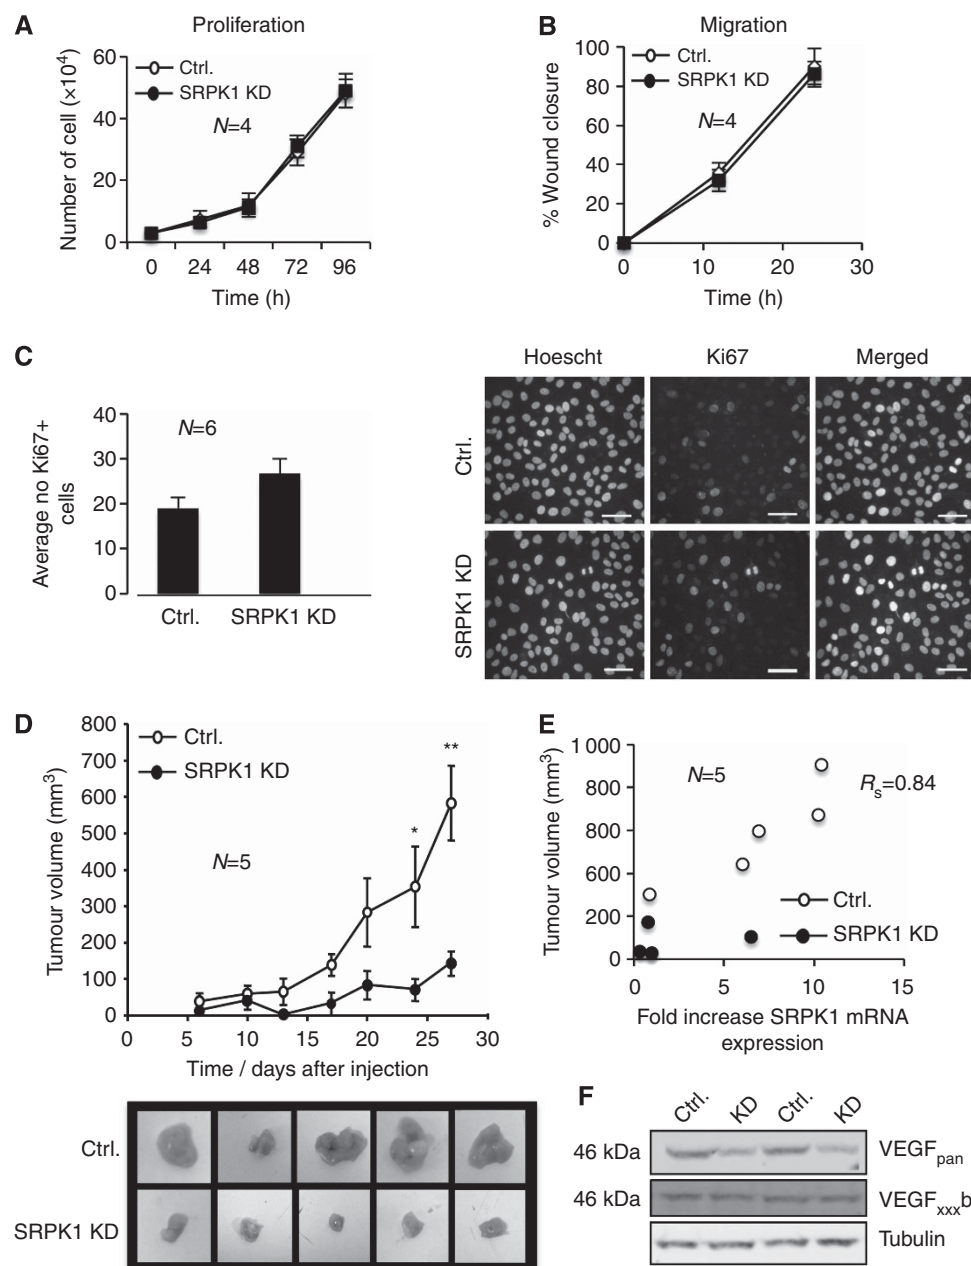 A
Proliferation
Number of cell (×10⁴)
60
40
20
0
Ctrl.
SRPK1 KD
N=4
0 24 48 72 96
Time (h)
B
Migration
% Wound closure
100
80
60
40
20
0
Ctrl.
SRPK1 KD
N=4
0 10 20 30
Time (h)
C
Average no Ki67+
cells
40
30
20
10
0
N=6
Ctrl. SRPK1 KD
Hoescht Ki67 Merged
Ctrl.
SRPK1 KD
D
Tumour volume (mm³)
800
700
600
500
400
300
200
100
0
Ctrl.
SRPK1 KD
N=5
*
**
0 5 10 15 20 25 30
Time / days after injection
Ctrl.
SRPK1 KD
E
Tumour volume (mm³)
1 000
800
800
600
200
0
N=5
Rs=0.84
Ctrl.
SRPK1 KD
0 5 10 15
Fold increase SRPK1 mRNA
expression
F
Ctrl. KD Ctrl. KD
46 kDa VEGFpan
46 kDa VEGFxxxb
Tubulin